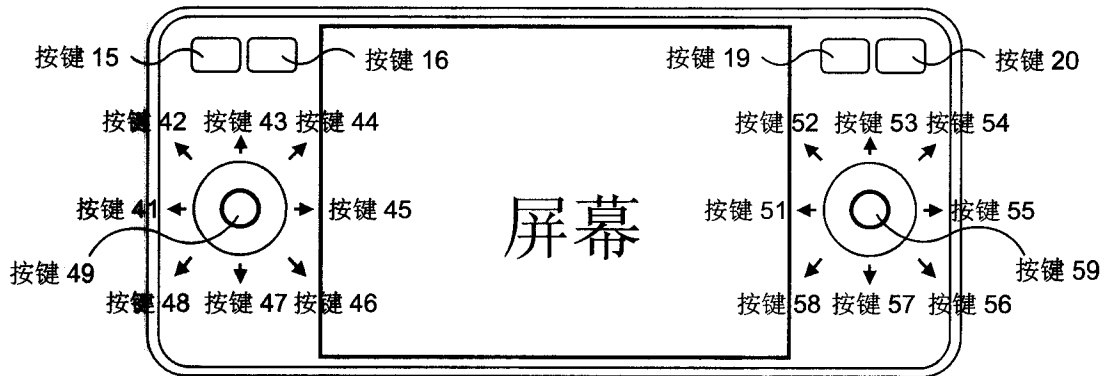 按键 15 按键 16 按键 19 按键 20
按键 42 按键 43 按键 44 按键 52 按键 53 按键 54
按键 41 按键 45 屏幕 按键 51 按键 55
按键 49 按键 59
按键 48 按键 47 按键 46 按键 58 按键 57 按键 56